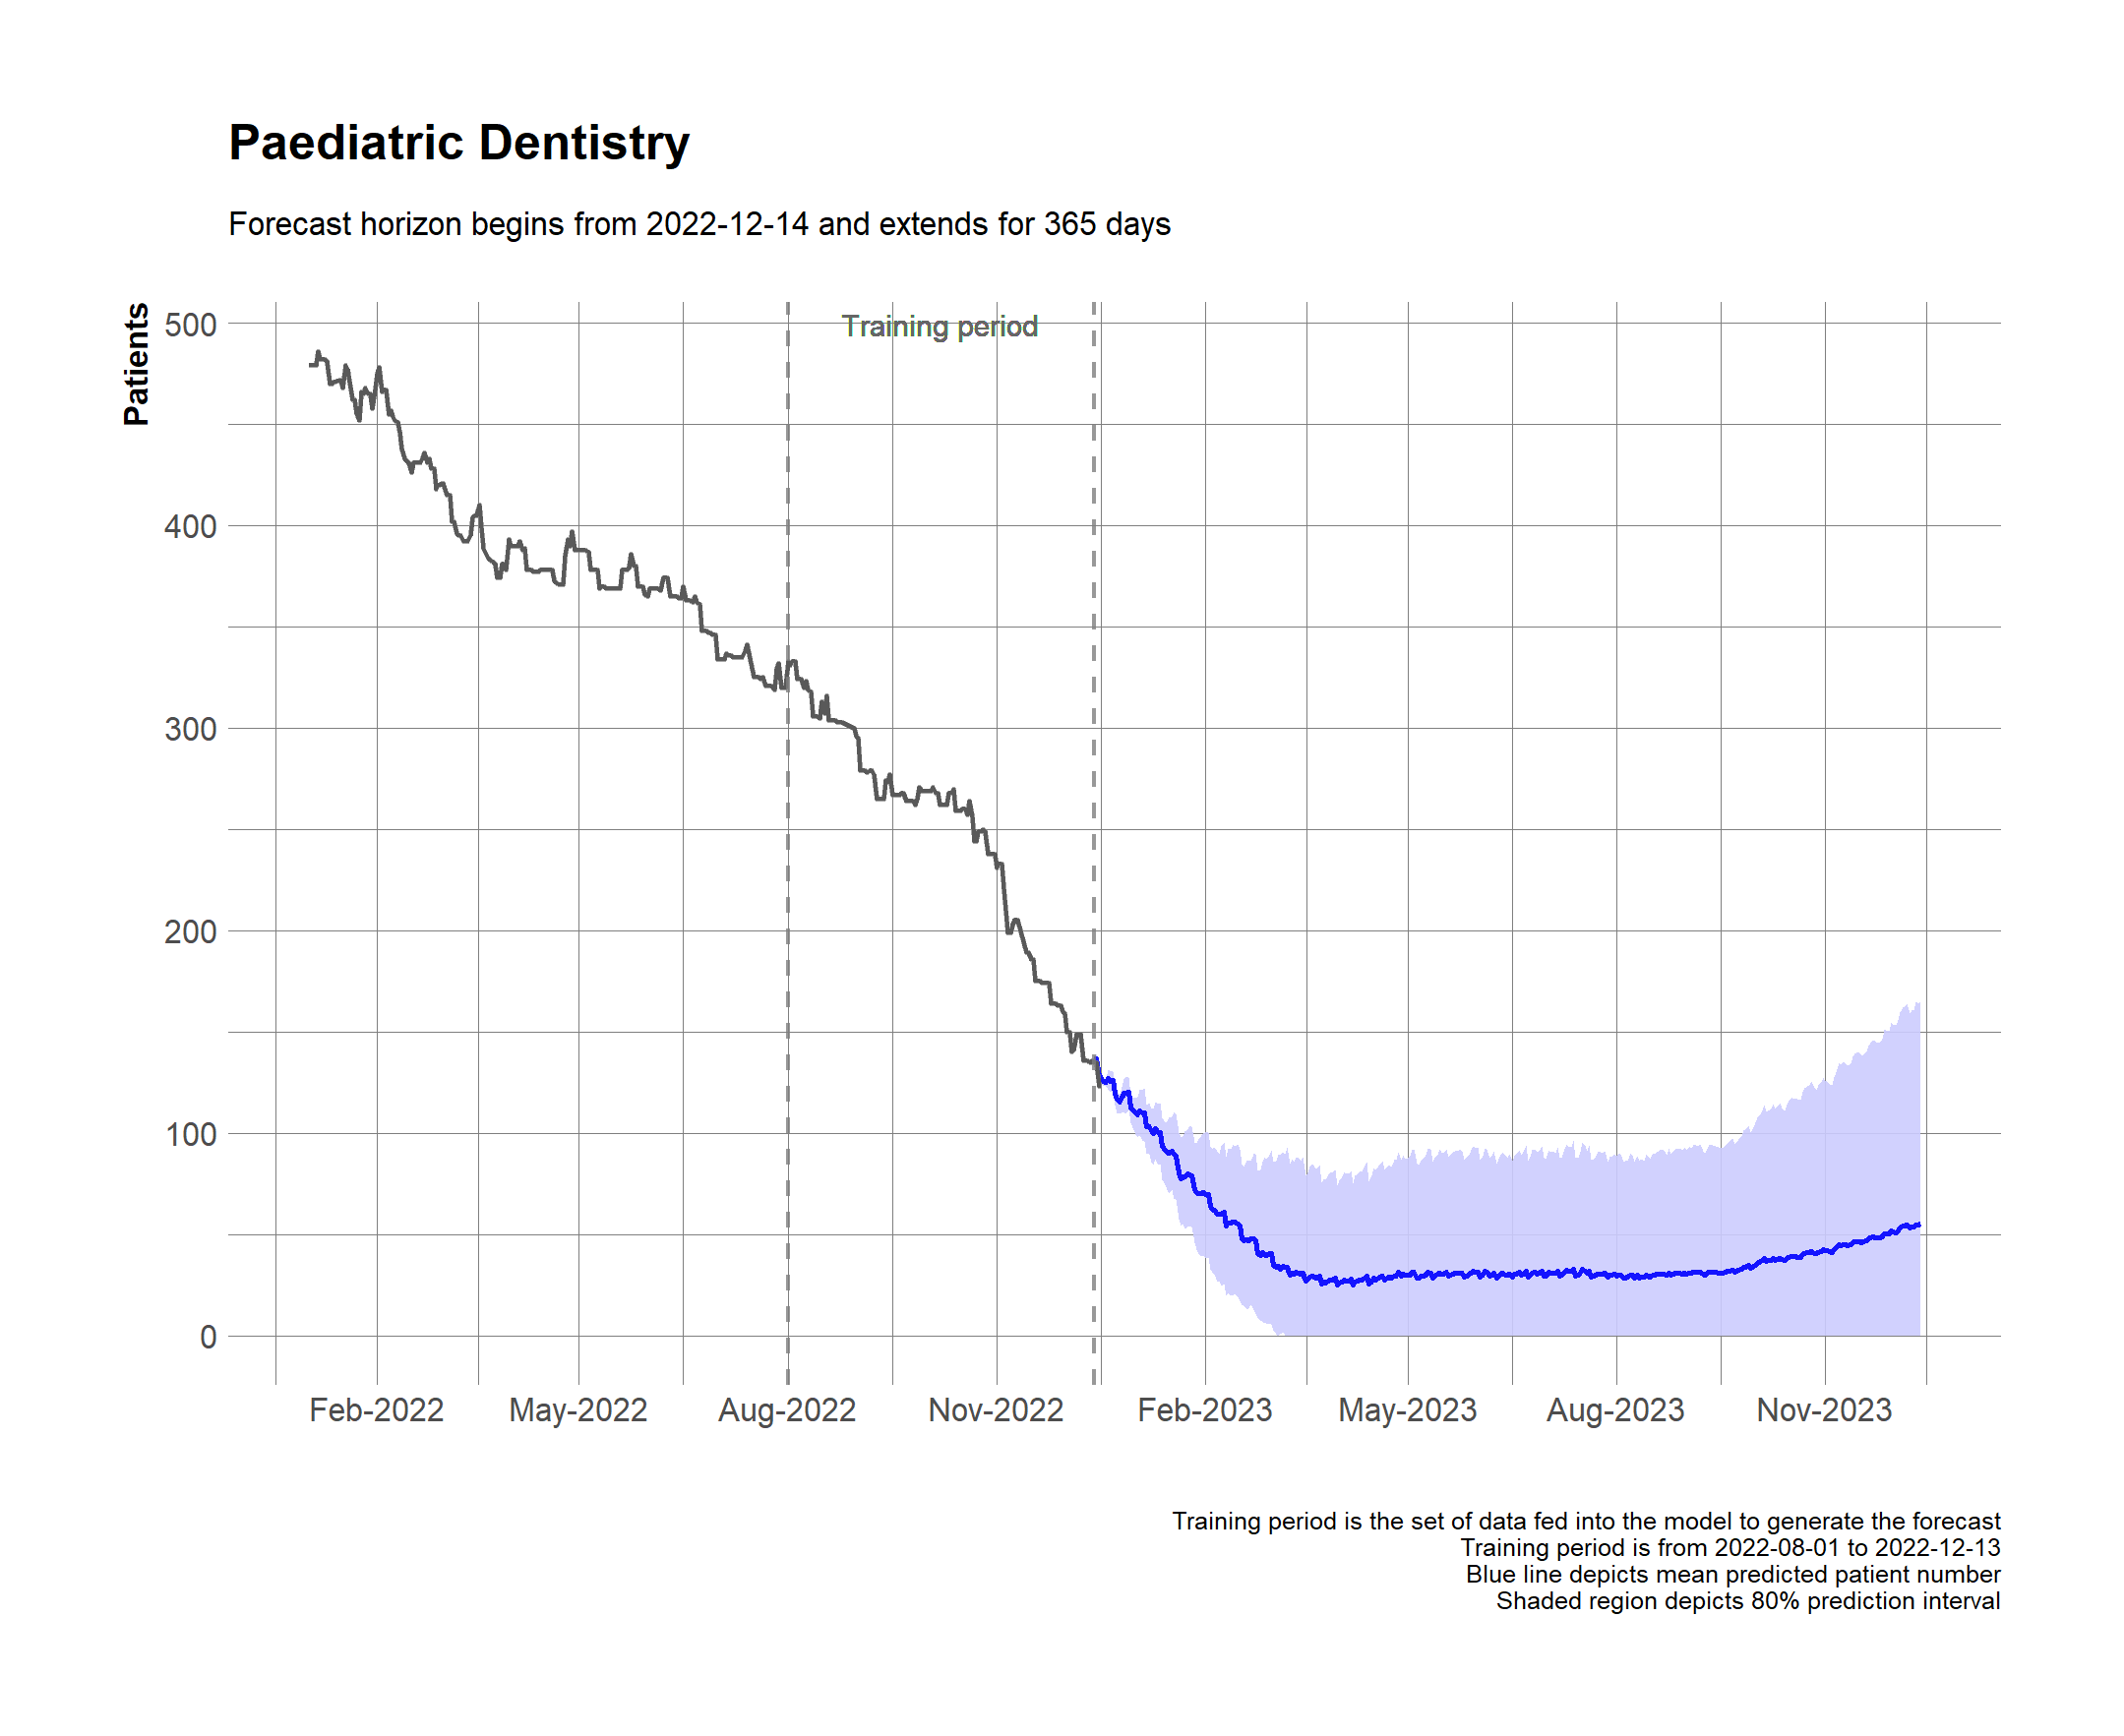 Paediatric Dentistry
Forecast horizon begins from 2022-12-14 and extends for 365 days
Patients
500
Training period
400
300
200
100
0
Feb-2022
May-2022
Aug-2022
Nov-2022
Feb-2023
May-2023
Aug-2023
Nov-2023
Training period is the set of data fed into the model to generate the forecast
Training period is from 2022-08-01 to 2022-12-13
Blue line depicts mean predicted patient number
Shaded region depicts 80% prediction interval